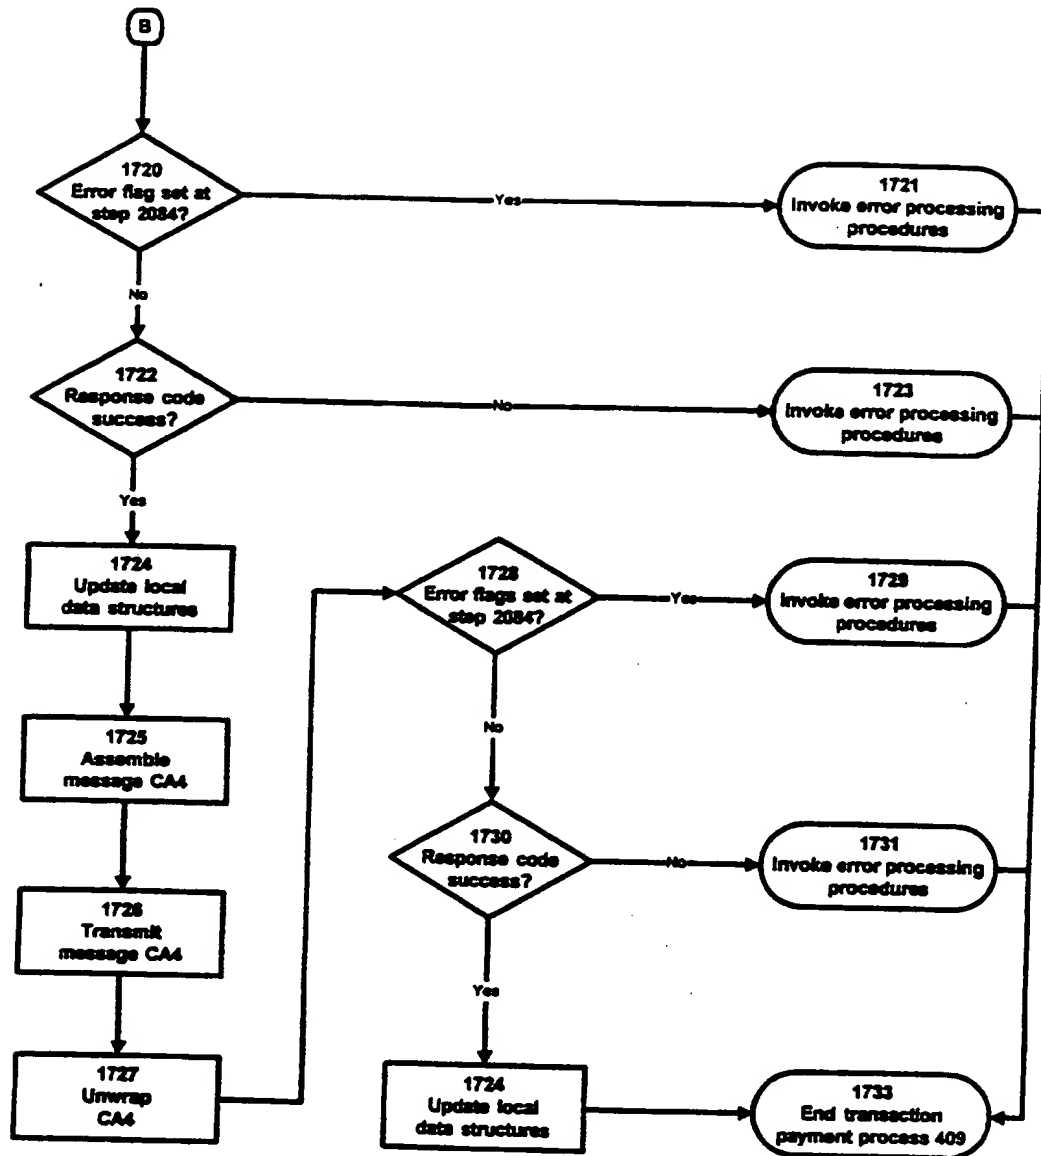 B
1720
Error flag set at
step 2084?
Yes
1721
Invoke error processing
procedures
No
1722
Response code
success?
No
1723
Invoke error processing
procedures
Yes
1724
Update local
data structures
1728
Error flags set at
step 2084?
Yes
1729
Invoke error processing
procedures
1725
Assemble
message CA4
No
1730
Response code
success?
No
1731
Invoke error processing
procedures
1726
Transmit
message CA4
Yes
1727
Unwrap
CA4
1724
Update local
data structures
1733
End transaction
payment process 409